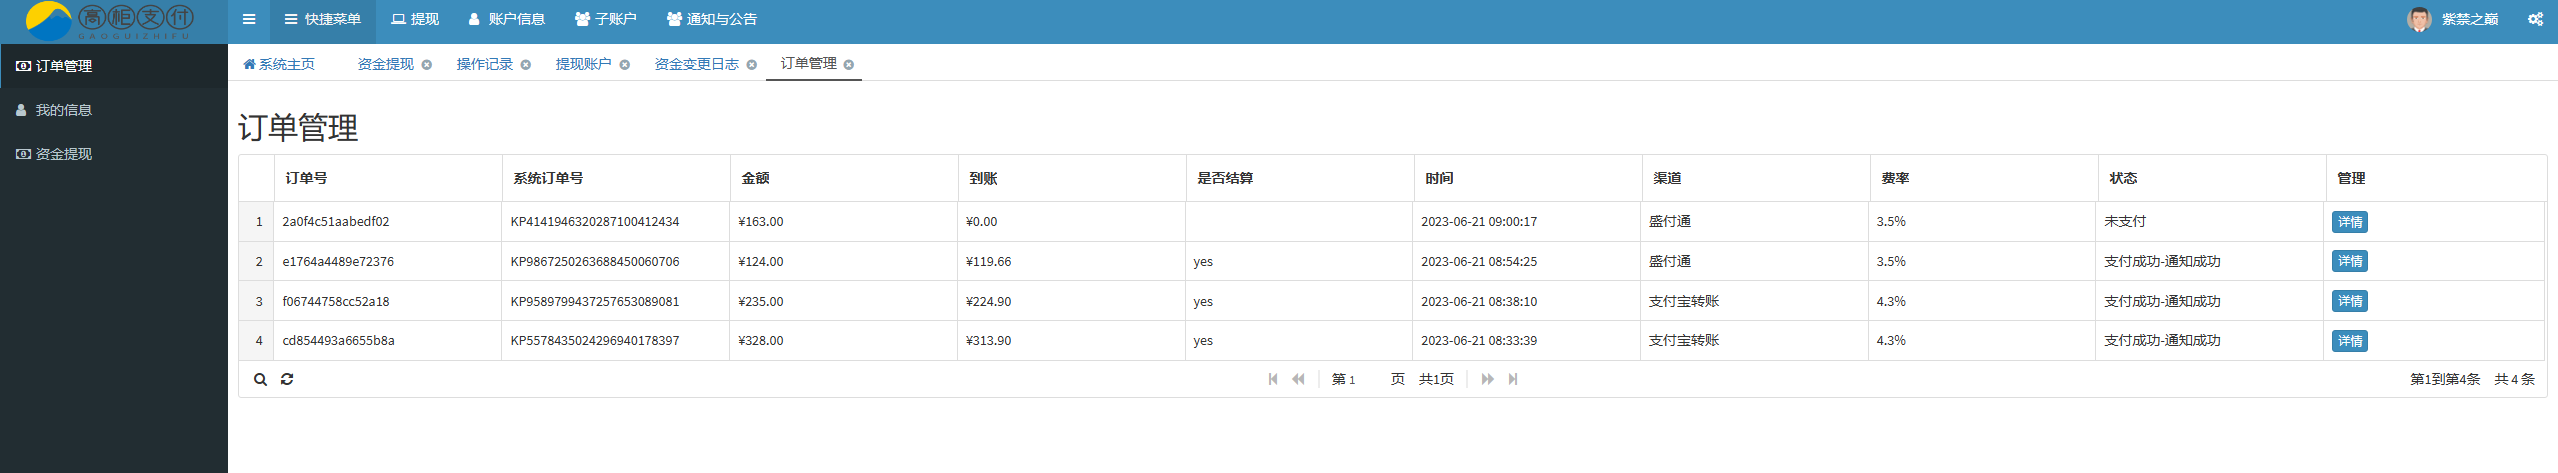 高柜支付
GAOGUIZHIFU
快捷菜单 提现 账户信息 子账户 通知与公告 紫禁之巅
订单管理
我的信息
资金提现
系统主页 资金提现 操作记录 提现账户 资金变更日志 订单管理
订单管理
订单号 系统订单号 金额 到账 是否结算 时间 渠道 费率 状态 管理
1 2a0f4c51aabedf02 KP4141946320287100412434 ¥163.00 ¥0.00 2023-06-21 09:00:17 盛付通 3.5% 未支付 详情
2 e1764a4489e72376 KP9867250263688450060706 ¥124.00 ¥119.66 yes 2023-06-21 08:54:25 盛付通 3.5% 支付成功-通知成功 详情
3 f06744758cc52a18 KP9589799437257653089081 ¥235.00 ¥224.90 yes 2023-06-21 08:38:10 支付宝转账 4.3% 支付成功-通知成功 详情
4 cd854493a6655b8a KP5578435024296940178397 ¥328.00 ¥313.90 yes 2023-06-21 08:33:39 支付宝转账 4.3% 支付成功-通知成功 详情
第 1 页 共1页 第1到第4条 共 4 条